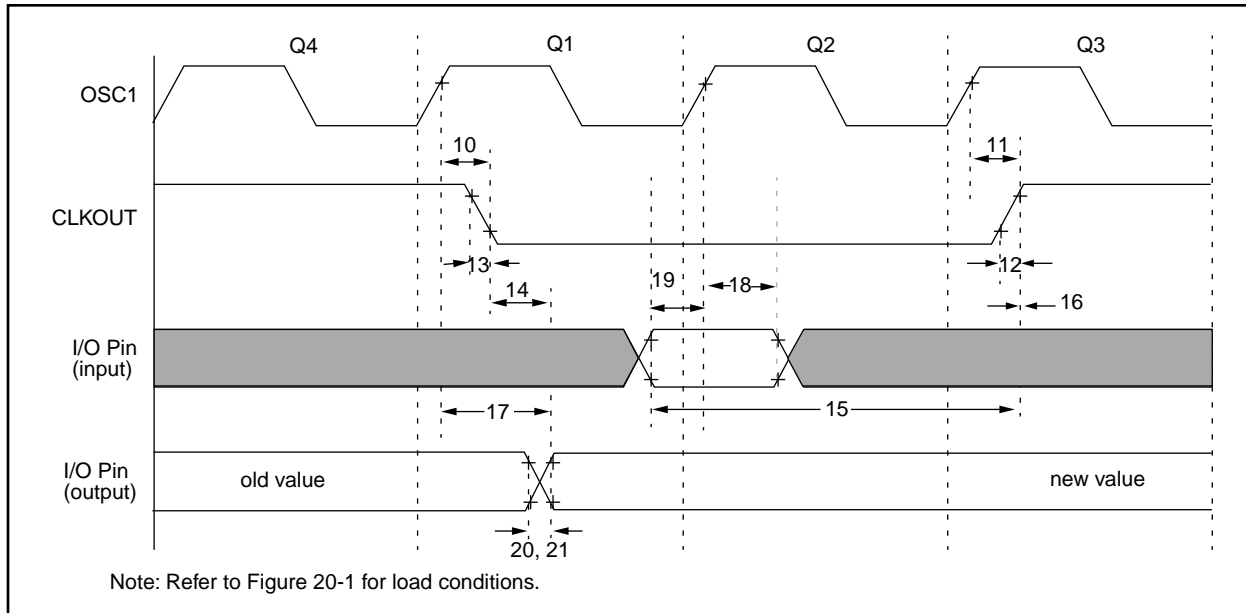 Q4 Q1 Q2 Q3
OSC1
10 11
CLKOUT
13 12
19 18
14 16
I/O Pin
(input)
17 15
I/O Pin
(output)
old value new value
20, 21
Note: Refer to Figure 20-1 for load conditions.